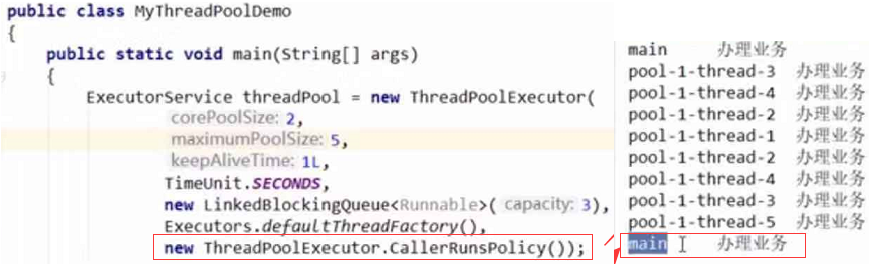 public class MyThreadPoolDemo
{
public static void main(String[] args)
{
ExecutorService threadPool = new ThreadPoolExecutor(
corePoolSize: 2,
maximumPoolSize: 5,
keepAliveTime: 1L,
TimeUnit.SECONDS,
new LinkedBlockingQueue<Runnable>( capacity: 3),
Executors.defaultThreadFactory(),
new ThreadPoolExecutor.CallerRunsPolicy());
main 办理业务
pool-1-thread-3 办理业务
pool-1-thread-4 办理业务
pool-1-thread-2 办理业务
pool-1-thread-1 办理业务
pool-1-thread-2 办理业务
pool-1-thread-4 办理业务
pool-1-thread-3 办理业务
pool-1-thread-5 办理业务
main 办理业务